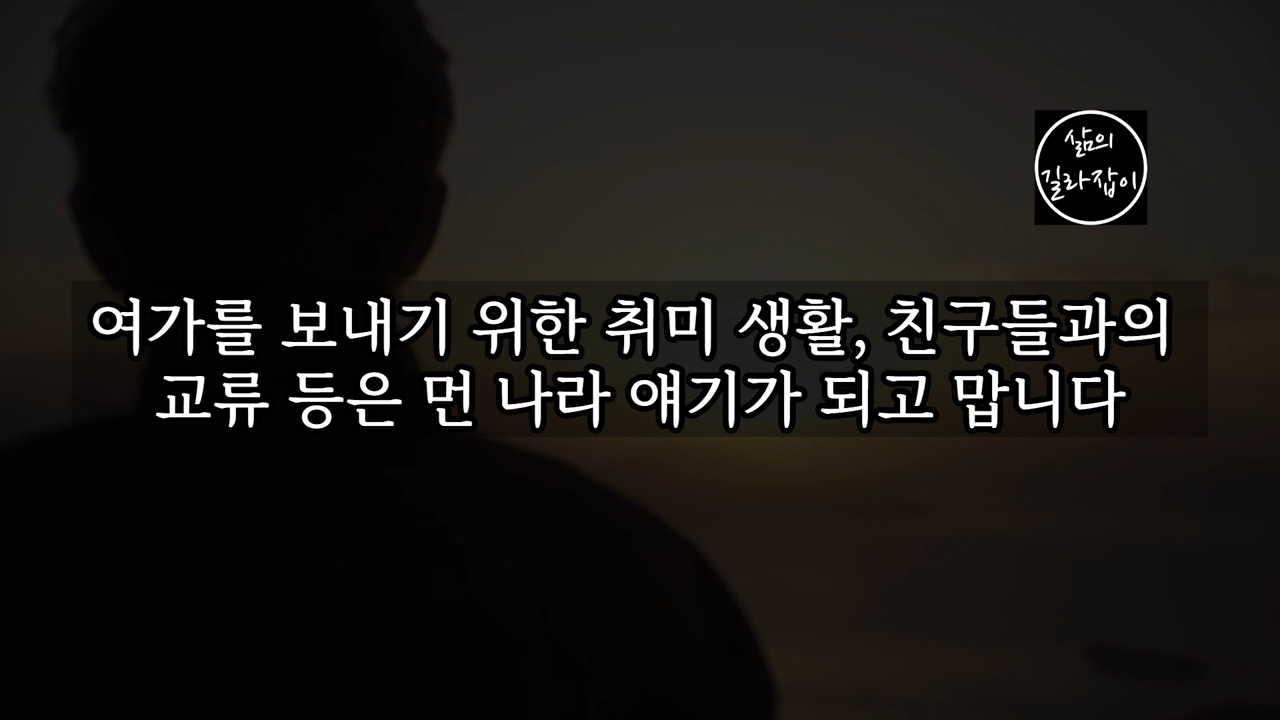 삶의
길라잡이
여가를 보내기 위한 취미 생활, 친구들과의
교류 등은 먼 나라 얘기가 되고 맙니다